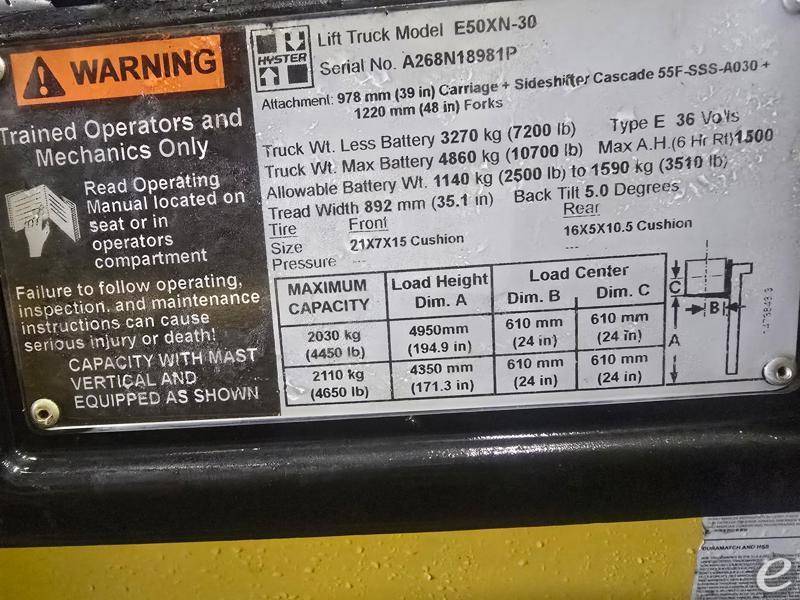 WARNING
Trained Operators and
Mechanics Only
Read Operating
Manual located on
seat or in
operators
compartment
Failure to follow operating,
inspection, and maintenance
instructions can cause
serious injury or death!
CAPACITY WITH MAST
VERTICAL AND
EQUIPPED AS SHOWN
HYSTER
Lift Truck Model E50XN-30
Serial No. A268N18981P
Attachment: 978 mm (39 in) Carriage + Sideshifter Cascade 55F-SSS-A030 +
1220 mm (48 in) Forks
Truck Wt. Less Battery 3270 kg (7200 lb) Type E 36 Volts
Truck Wt. Max Battery 4860 kg (10700 lb) Max A.H.(6 Hr Rt)1500
Allowable Battery Wt. 1140 kg (2500 lb) to 1590 kg (3510 lb)
Tread Width 892 mm (35.1 in) Back Tilt 5.0 Degrees
Tire Front Rear
Size 21X7X15 Cushion 16X5X10.5 Cushion
Pressure --- ---
MAXIMUM CAPACITY Load Height Dim. A Load Center Dim. B Dim. C
2030 kg 4950mm 610 mm 610 mm
(4450 lb) (194.9 in) (24 in) (24 in)
2110 kg 4350 mm 610 mm 610 mm
(4650 lb) (171.3 in) (24 in) (24 in)
C
B
A
DURAMATCH AND HSS
e